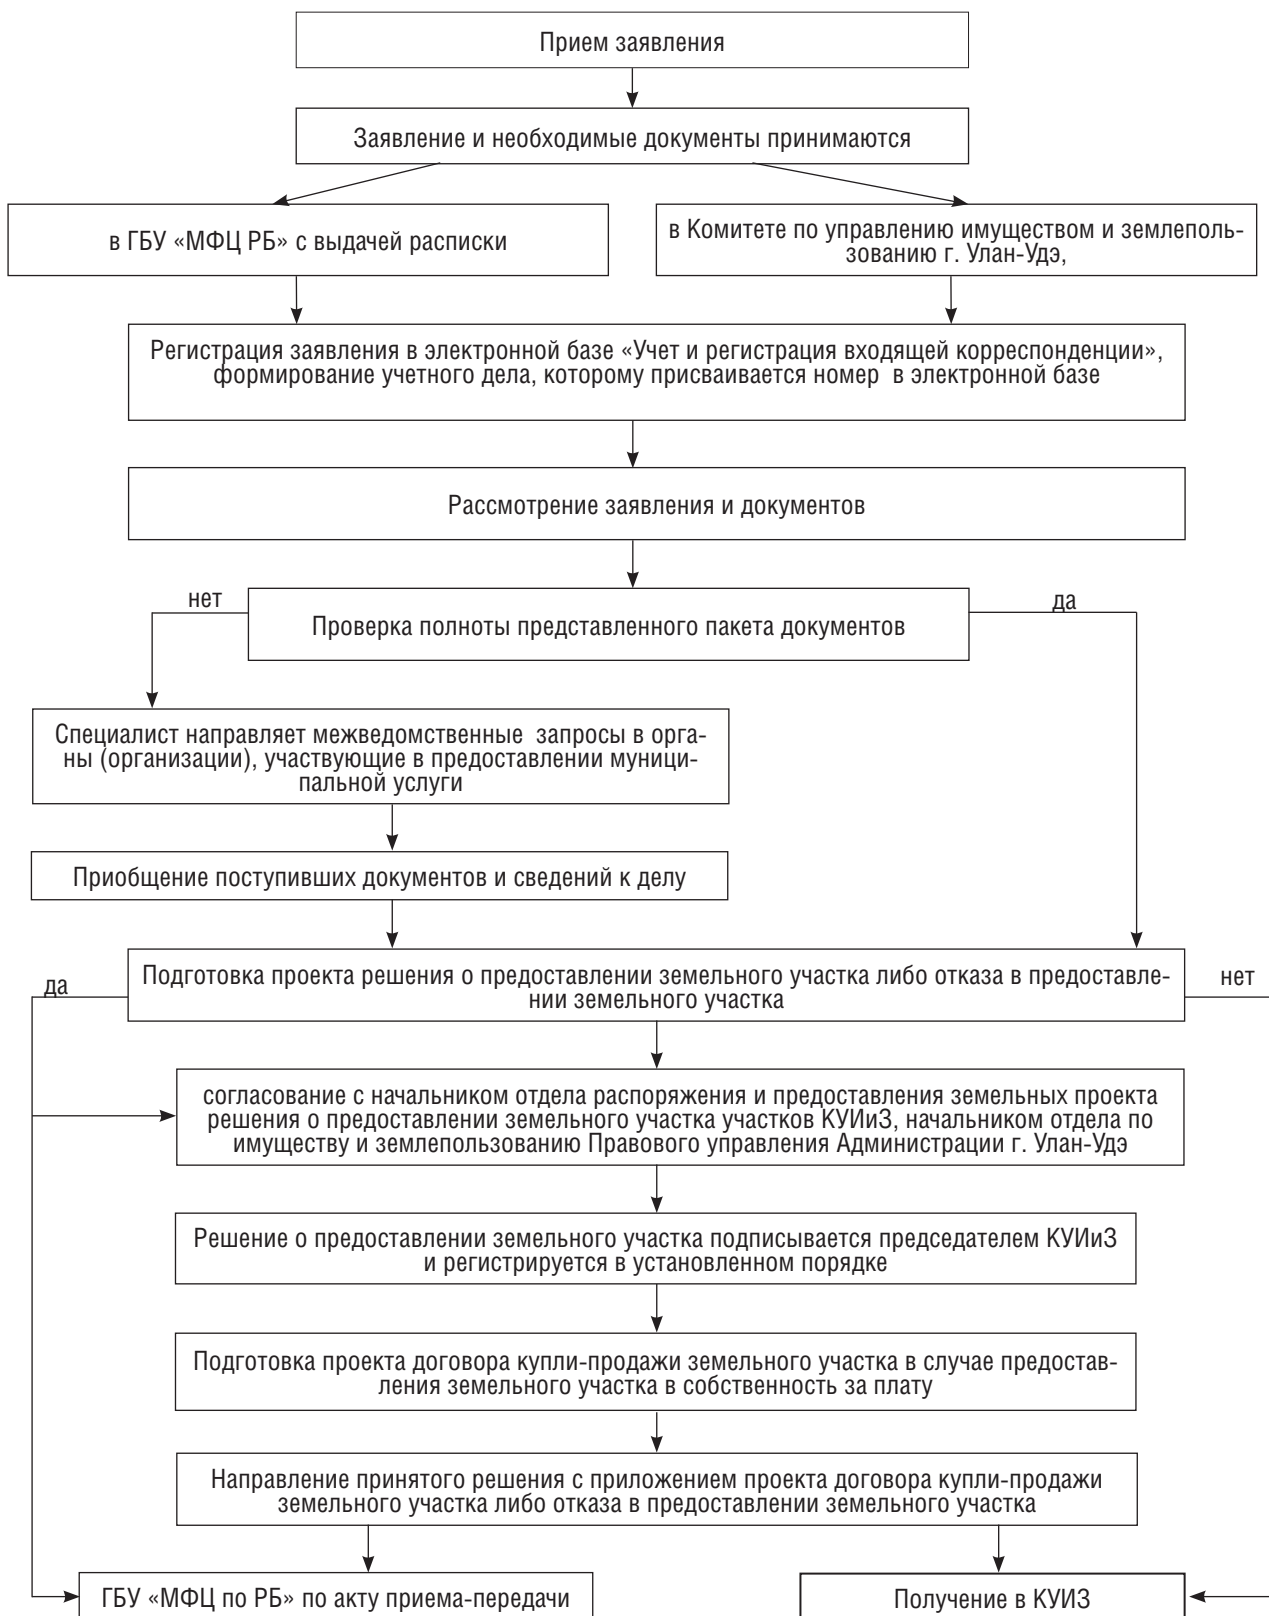 Прием заявления
Заявление и необходимые документы принимаются
в ГБУ «МФЦ РБ» с выдачей расписки
в Комитете по управлению имуществом и землеполь-
зованию г. Улан-Удэ,
Регистрация заявления в электронной базе «Учет и регистрация входящей корреспонденции»,
формирование учетного дела, которому присваивается номер в электронной базе
Рассмотрение заявления и документов
нет
да
Проверка полноты представленного пакета документов
Специалист направляет межведомственные запросы в орга-
ны (организации), участвующие в предоставлении муници-
пальной услуги
Приобщение поступивших документов и сведений к делу
да
Подготовка проекта решения о предоставлении земельного участка либо отказа в предоставле-
нии земельного участка
нет
согласование с начальником отдела распоряжения и предоставления земельных проекта
решения о предоставлении земельного участка участков КУИиЗ, начальником отдела по
имуществу и землепользованию Правового управления Администрации г. Улан-Удэ
Решение о предоставлении земельного участка подписывается председателем КУИиЗ
и регистрируется в установленном порядке
Подготовка проекта договора купли-продажи земельного участка в случае предостав-
ления земельного участка в собственность за плату
Направление принятого решения с приложением проекта договора купли-продажи
земельного участка либо отказа в предоставлении земельного участка
ГБУ «МФЦ по РБ» по акту приема-передачи
Получение в КУИЗ